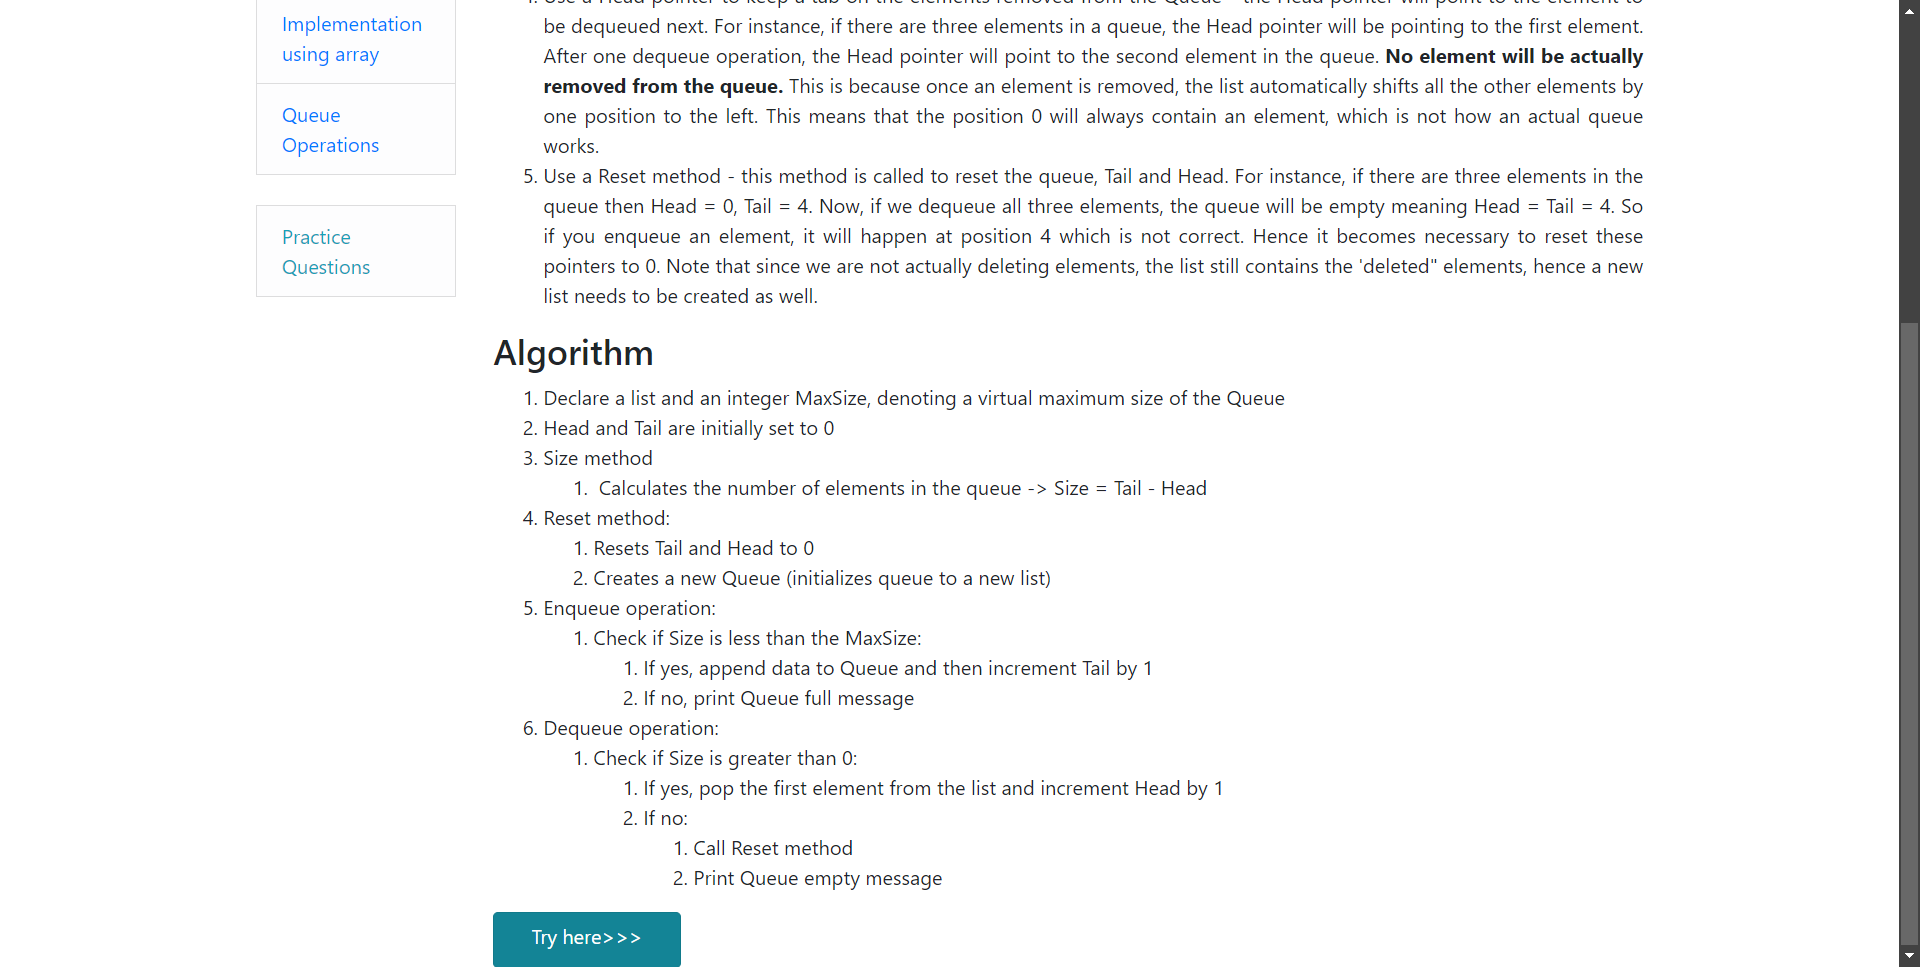 Implementation
using array
Queue
Operations
Practice
Questions
be dequeued next. For instance, if there are three elements in a queue, the Head pointer will be pointing to the first element.
After one dequeue operation, the Head pointer will point to the second element in the queue. No element will be actually
removed from the queue. This is because once an element is removed, the list automatically shifts all the other elements by
one position to the left. This means that the position 0 will always contain an element, which is not how an actual queue
works.
5. Use a Reset method - this method is called to reset the queue, Tail and Head. For instance, if there are three elements in the
queue then Head = 0, Tail = 4. Now, if we dequeue all three elements, the queue will be empty meaning Head = Tail = 4. So
if you enqueue an element, it will happen at position 4 which is not correct. Hence it becomes necessary to reset these
pointers to 0. Note that since we are not actually deleting elements, the list still contains the 'deleted" elements, hence a new
list needs to be created as well.
Algorithm
1. Declare a list and an integer MaxSize, denoting a virtual maximum size of the Queue
2. Head and Tail are initially set to 0
3. Size method
1. Calculates the number of elements in the queue -> Size = Tail - Head
4. Reset method:
1. Resets Tail and Head to 0
2. Creates a new Queue (initializes queue to a new list)
5. Enqueue operation:
1. Check if Size is less than the MaxSize:
1. If yes, append data to Queue and then increment Tail by 1
2. If no, print Queue full message
6. Dequeue operation:
1. Check if Size is greater than 0:
1. If yes, pop the first element from the list and increment Head by 1
2. If no:
1. Call Reset method
2. Print Queue empty message
Try here>>>